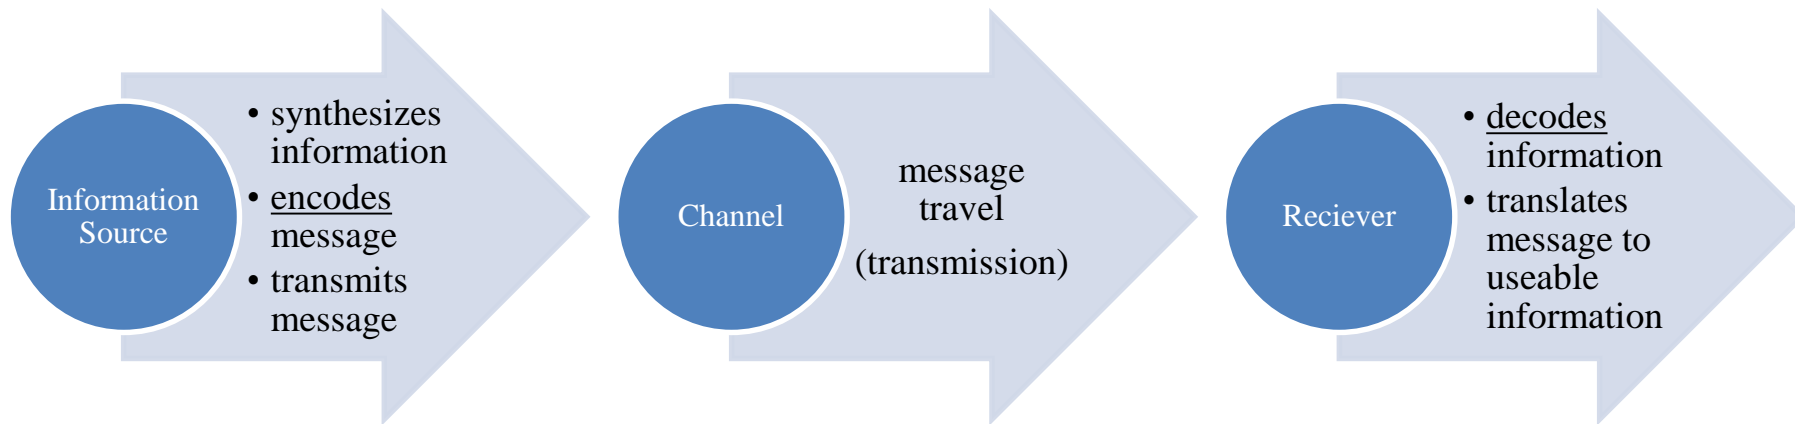 Information
Source
• synthesizes
information
• encodes
message
• transmits
message
Channel
message
travel
(transmission)
Reciever
• decodes
information
• translates
message to
useable
information